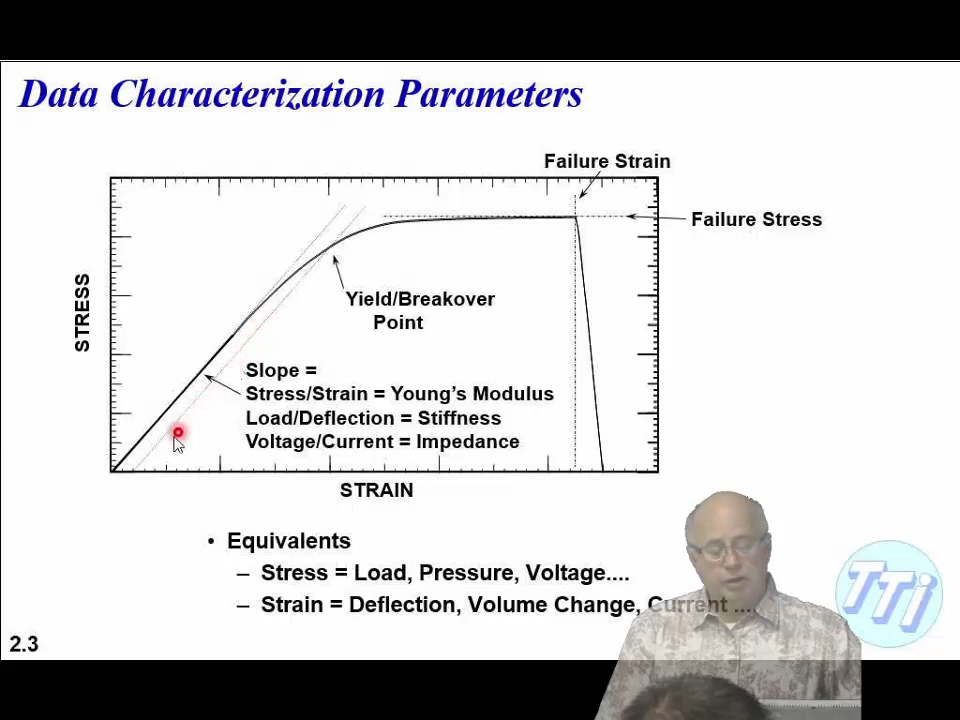 Data Characterization Parameters
Failure Strain
Failure Stress
STRESS
Yield/Breakover
Point
Slope =
Stress/Strain = Young's Modulus
Load/Deflection = Stiffness
Voltage/Current = Impedance
STRAIN
• Equivalents
– Stress = Load, Pressure, Voltage....
– Strain = Deflection, Volume Change, Current ....
TTi
2.3